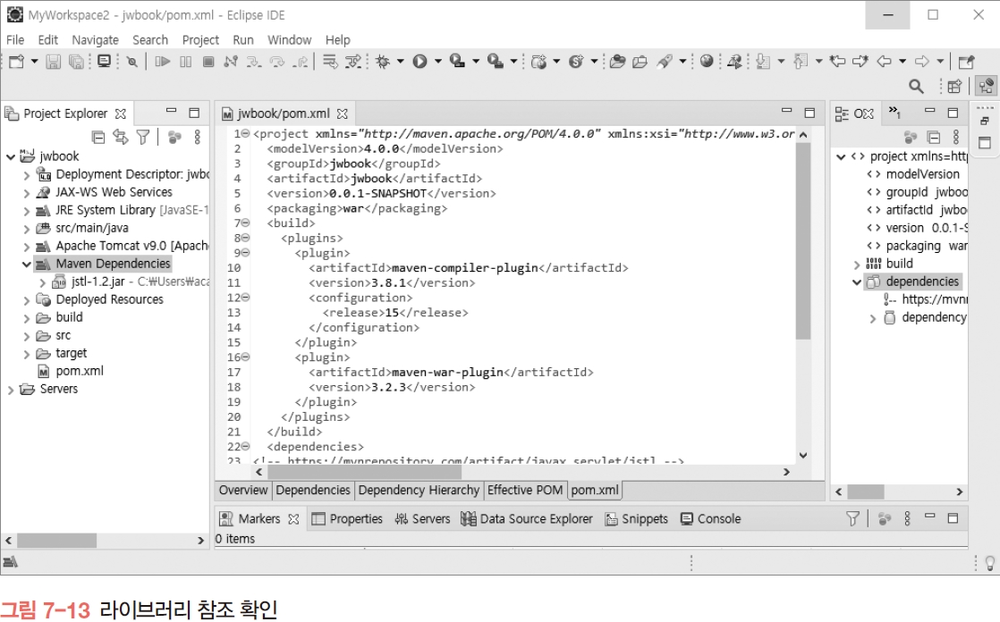 MyWorkspace2 - jwbook/pom.xml - Eclipse IDE
File Edit Navigate Search Project Run Window Help
Project Explorer
jwbook
Deployment Descriptor: jwbo
JAX-WS Web Services
JRE System Library [JavaSE-1
src/main/java
Apache Tomcat v9.0 [Apach
Maven Dependencies
jstl-1.2.jar - C:₩Users₩aca
Deployed Resources
build
src
target
pom.xml
Servers
jwbook/pom.xml
1 <project xmlns="http://maven.apache.org/POM/4.0.0" xmlns:xsi="http://www.w3.or
2 <modelVersion>4.0.0</modelVersion>
3 <groupId>jwbook</groupId>
4 <artifactId>jwbook</artifactId>
5 <version>0.0.1-SNAPSHOT</version>
6 <packaging>war</packaging>
7 <build>
8 <plugins>
9 <plugin>
10 <artifactId>maven-compiler-plugin</artifactId>
11 <version>3.8.1</version>
12 <configuration>
13 <release>15</release>
14 </configuration>
15 </plugin>
16 <plugin>
17 <artifactId>maven-war-plugin</artifactId>
18 <version>3.2.3</version>
19 </plugin>
20 </plugins>
21 </build>
22 <dependencies>
23 <!-- https://mvnrepository.com/artifact/javax.servlet/jstl -->
Overview Dependencies Dependency Hierarchy Effective POM pom.xml
»1
project xmlns=http
modelVersion
groupId jwboo
artifactId jwbo
version 0.0.1-S
packaging war
build
dependencies
https://mvnr
dependency
Markers Properties Servers Data Source Explorer Snippets Console
0 items
그림 7-13 라이브러리 참조 확인